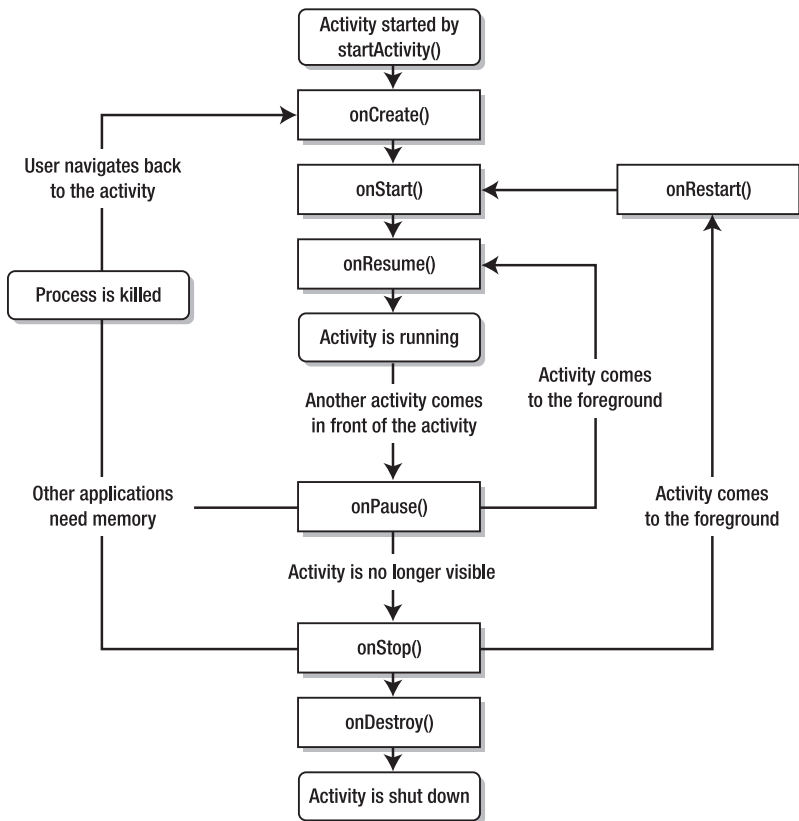 Activity started by
startActivity()
onCreate()
User navigates back
to the activity
onStart()
onRestart()
onResume()
Process is killed
Activity is running
Activity comes
to the foreground
Another activity comes
in front of the activity
Other applications
need memory
onPause()
Activity comes
to the foreground
Activity is no longer visible
onStop()
onDestroy()
Activity is shut down